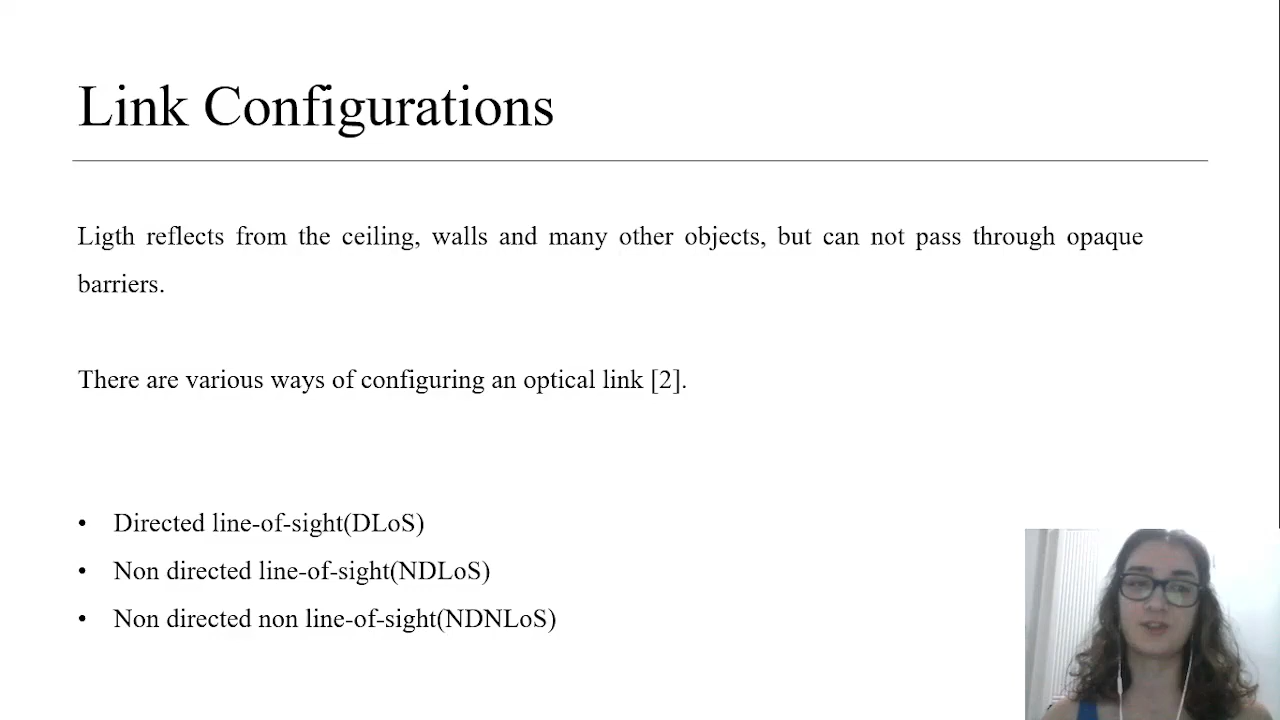 Link Configurations
Ligth reflects from the ceiling, walls and many other objects, but can not pass through opaque
barriers.
There are various ways of configuring an optical link [2].
• Directed line-of-sight(DLoS)
• Non directed line-of-sight(NDLoS)
• Non directed non line-of-sight(NDNLoS)